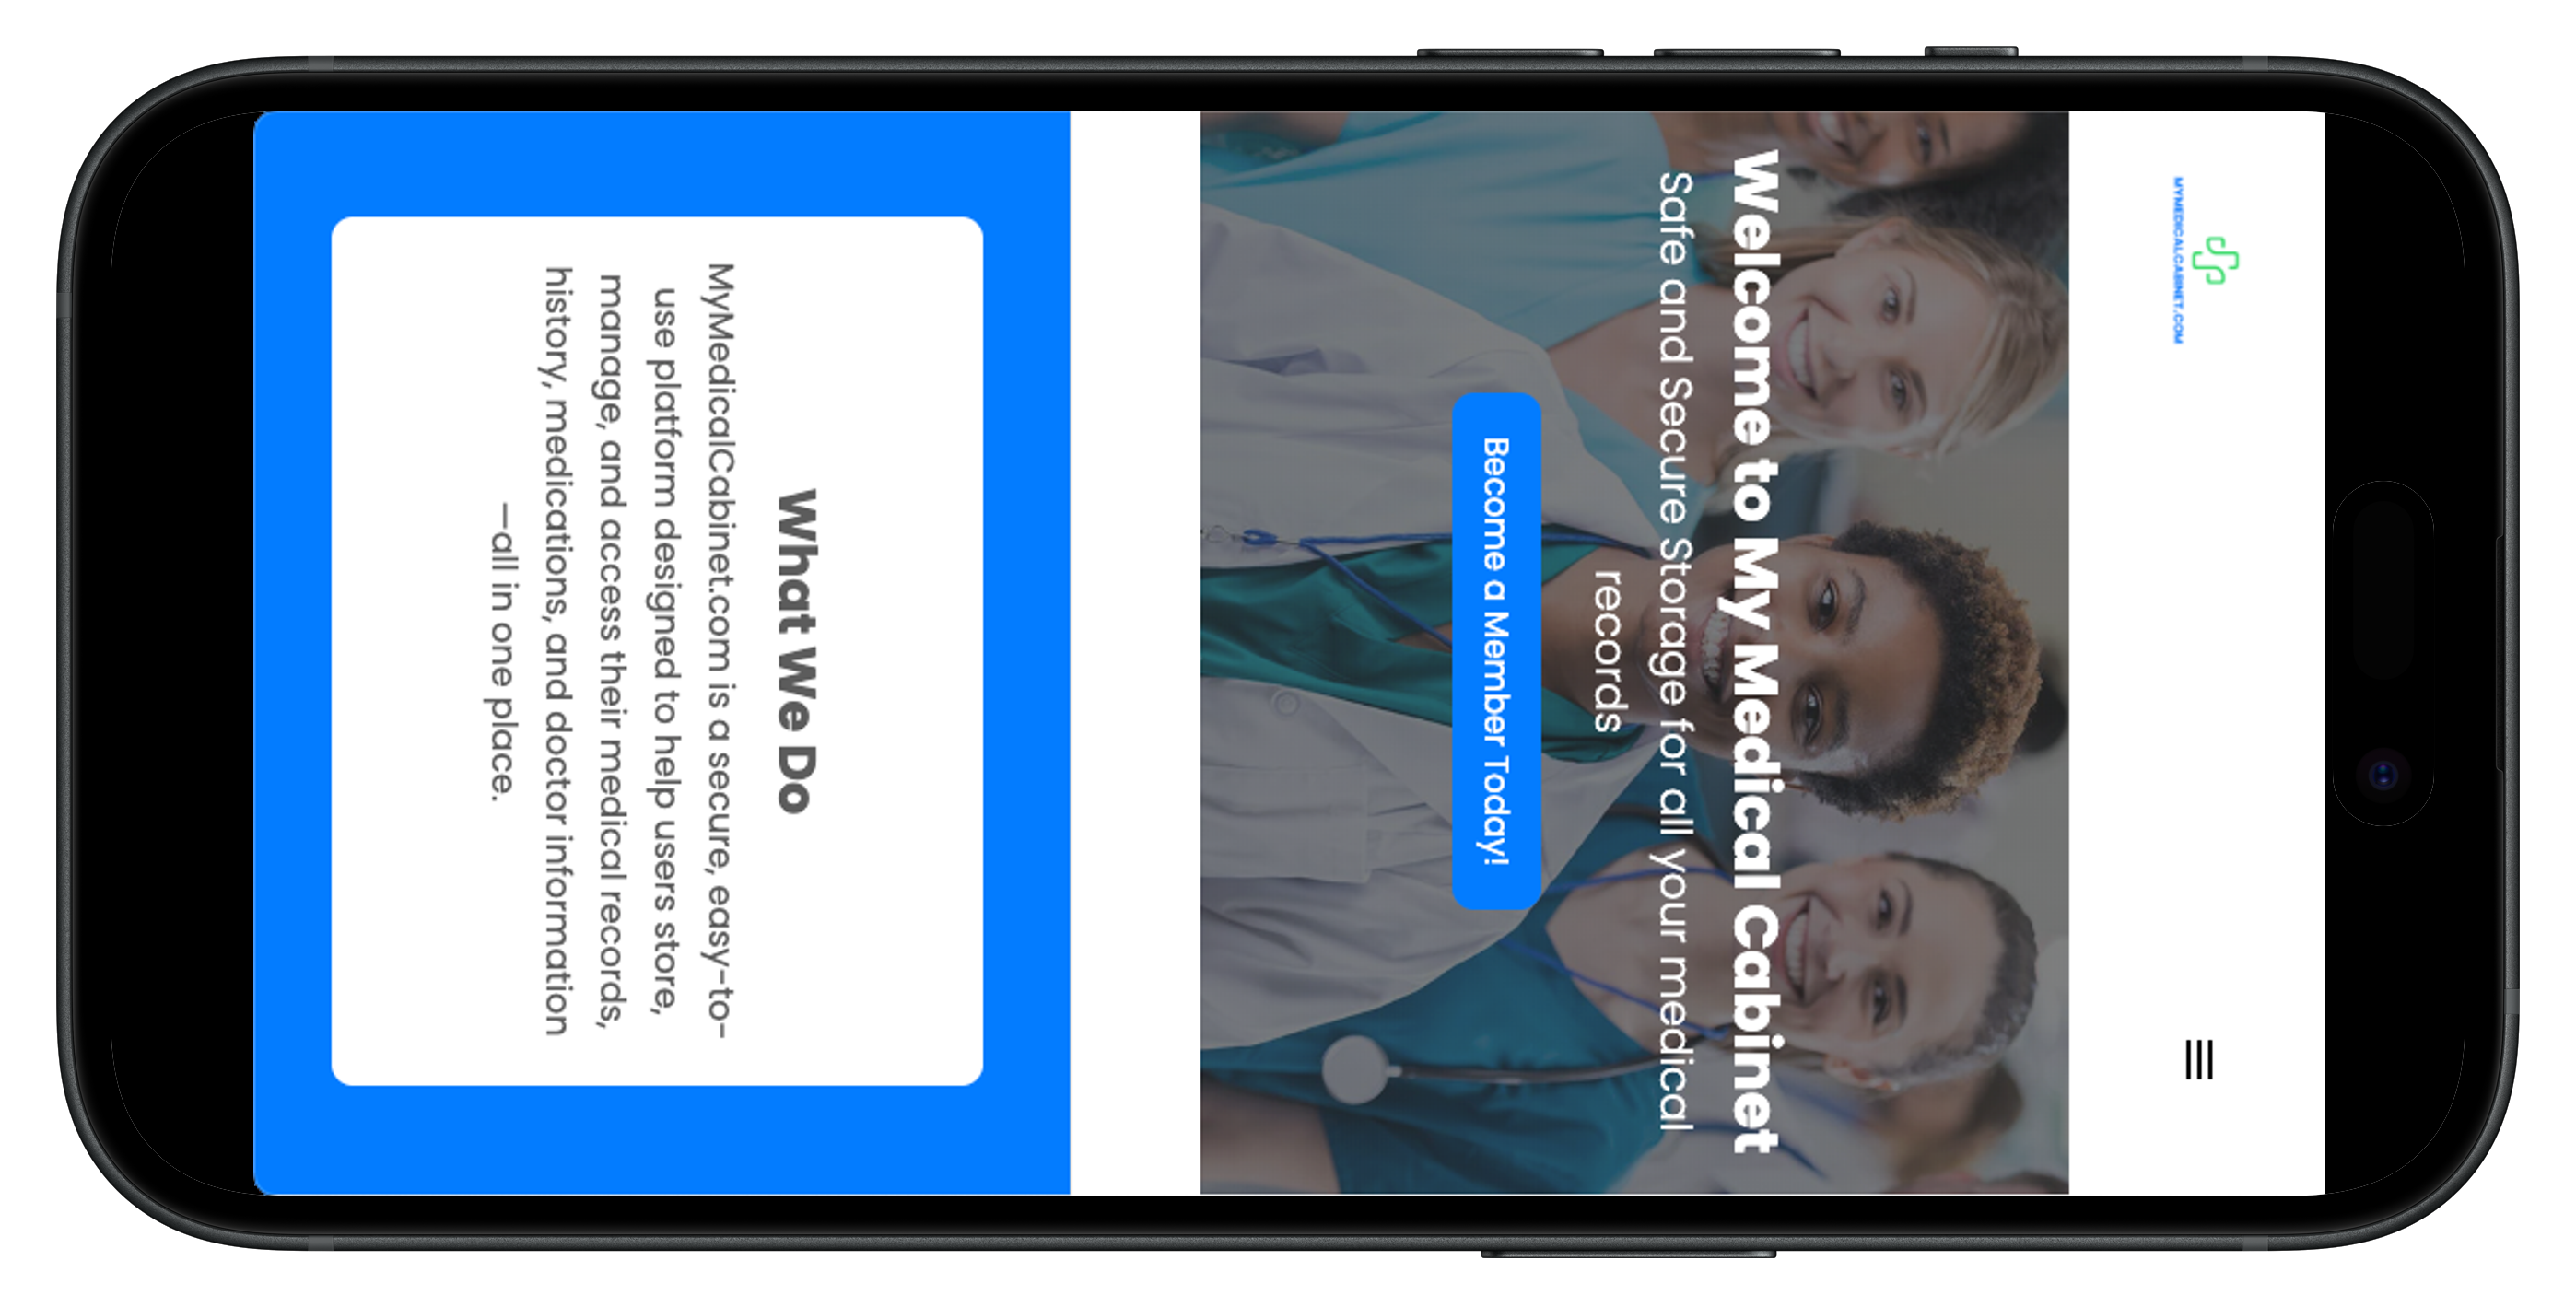 MYMEDICALCABINET.COM
Welcome to My Medical Cabinet
Safe and Secure Storage for all your medical
records
Become a Member Today!
What We Do
MyMedicalCabinet.com is a secure, easy-to-
use platform designed to help users store,
manage, and access their medical records,
history, medications, and doctor information
—all in one place.